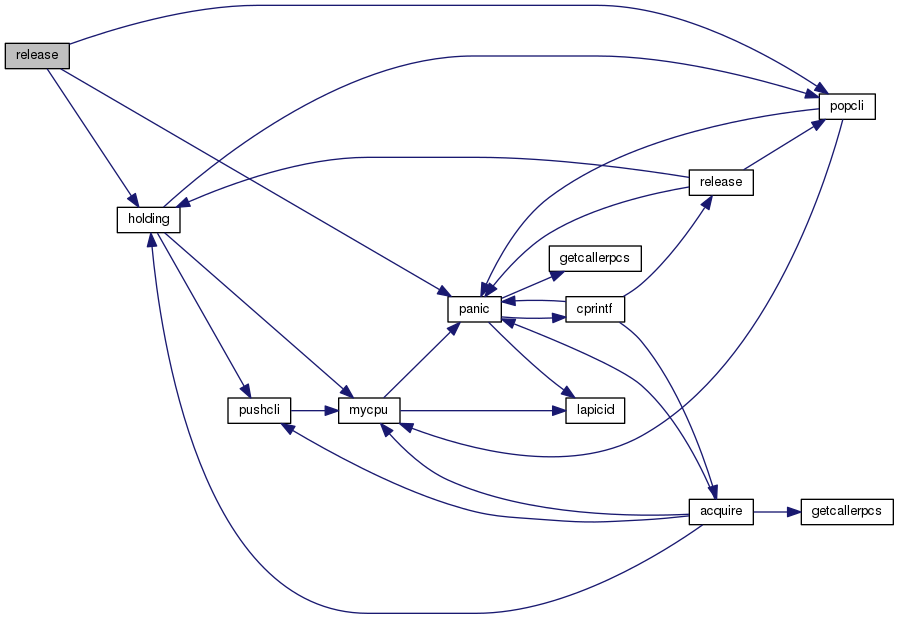 release
popcli
release
holding
getcallerpcs
panic
cprintf
pushcli
mycpu
lapicid
acquire
getcallerpcs